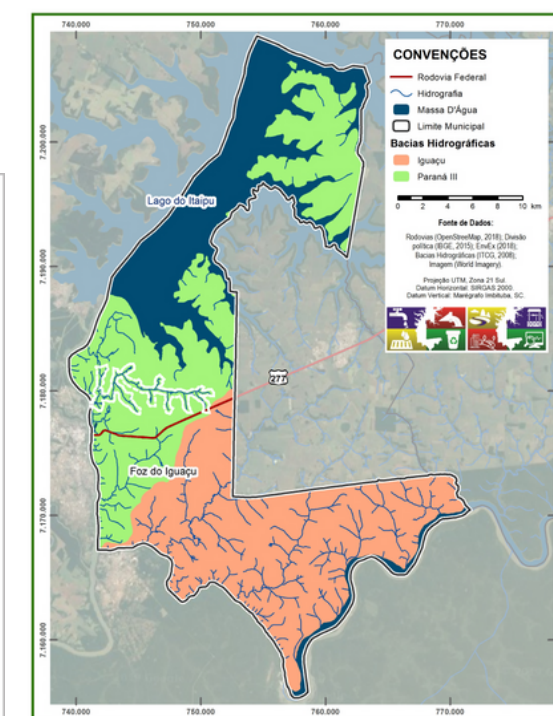 740.000 750.000 760.000 770.000
CONVENÇÕES
Rodovia Federal
Hidrografia
Massa D'Água
Limite Municipal
Bacias Hidrográficas
Iguaçu
Paraná III
0 2 4 6 8 10
km
Fonte de Dados:
Rodovias (OpenStreetMap, 2018); Divisão
política (IBGE, 2015); EnvEx (2018);
Bacias Hidrográficas (ITCG, 2008);
Imagem (World Imagery).
Projeção UTM, Zona 21 Sul.
Datum Horizontal: SIRGAS 2000.
Datum Vertical: Marégrafo Imbituba, SC.
7.200.000
Lago do Itaipu
7.190.000
7.180.000
277
Foz do Iguaçu
7.170.000
7.160.000
740.000 750.000 760.000 770.000